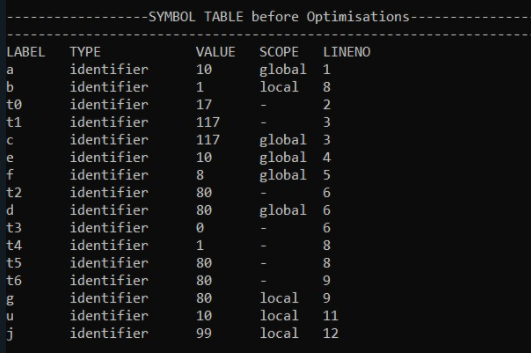 ------------------SYMBOL TABLE before Optimisations-------------------
----------------------------------------------------------------------
LABEL TYPE VALUE SCOPE LINENO
a identifier 10 global 1
b identifier 1 local 8
t0 identifier 17 - 2
t1 identifier 117 - 3
c identifier 117 global 3
e identifier 10 global 4
f identifier 8 global 5
t2 identifier 80 - 6
d identifier 80 global 6
t3 identifier 0 - 6
t4 identifier 1 - 8
t5 identifier 80 - 8
t6 identifier 80 - 9
g identifier 80 local 9
u identifier 10 local 11
j identifier 99 local 12